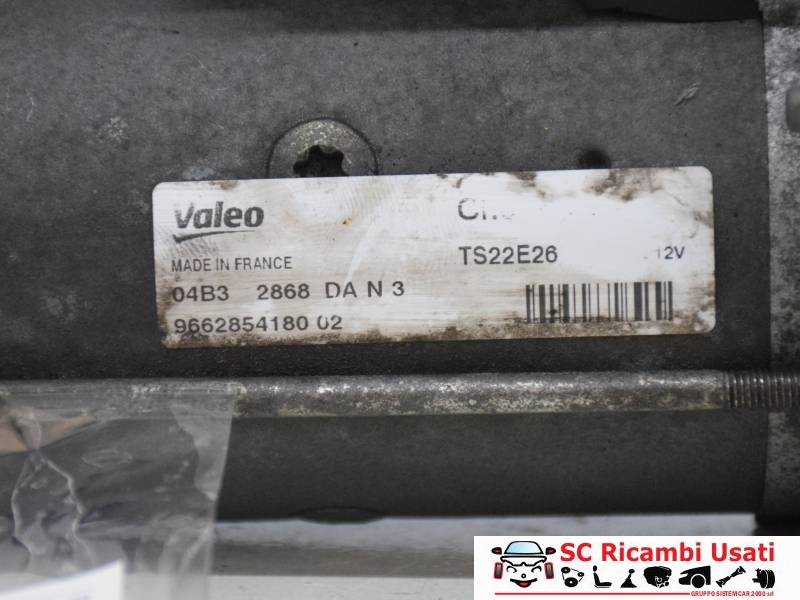 Valeo
MADE IN FRANCE
TS22E26
12V
04B3 2868 DA N 3
9662854180 02
SC Ricambi Usati
GRUPPO SISTEMCAR 2000 srl